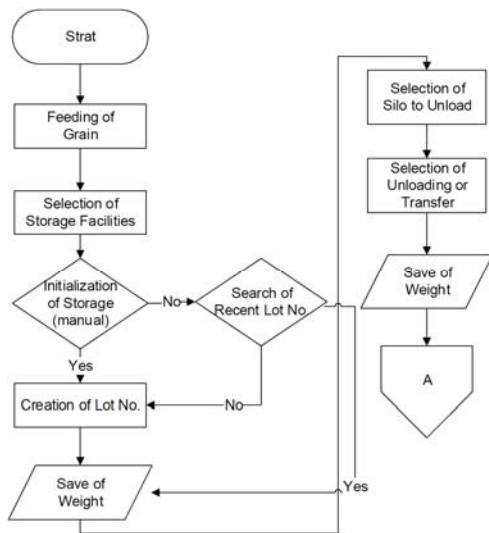 Strat
Feeding of
Grain
Selection of
Storage Facilities
Initialization
of Storage
(manual)
No
Search of
Recent Lot No.
Yes
Creation of Lot No.
No
Yes
Save of
Weight
Selection of
Silo to Unload
Selection of
Unloading or
Transfer
Save of
Weight
A